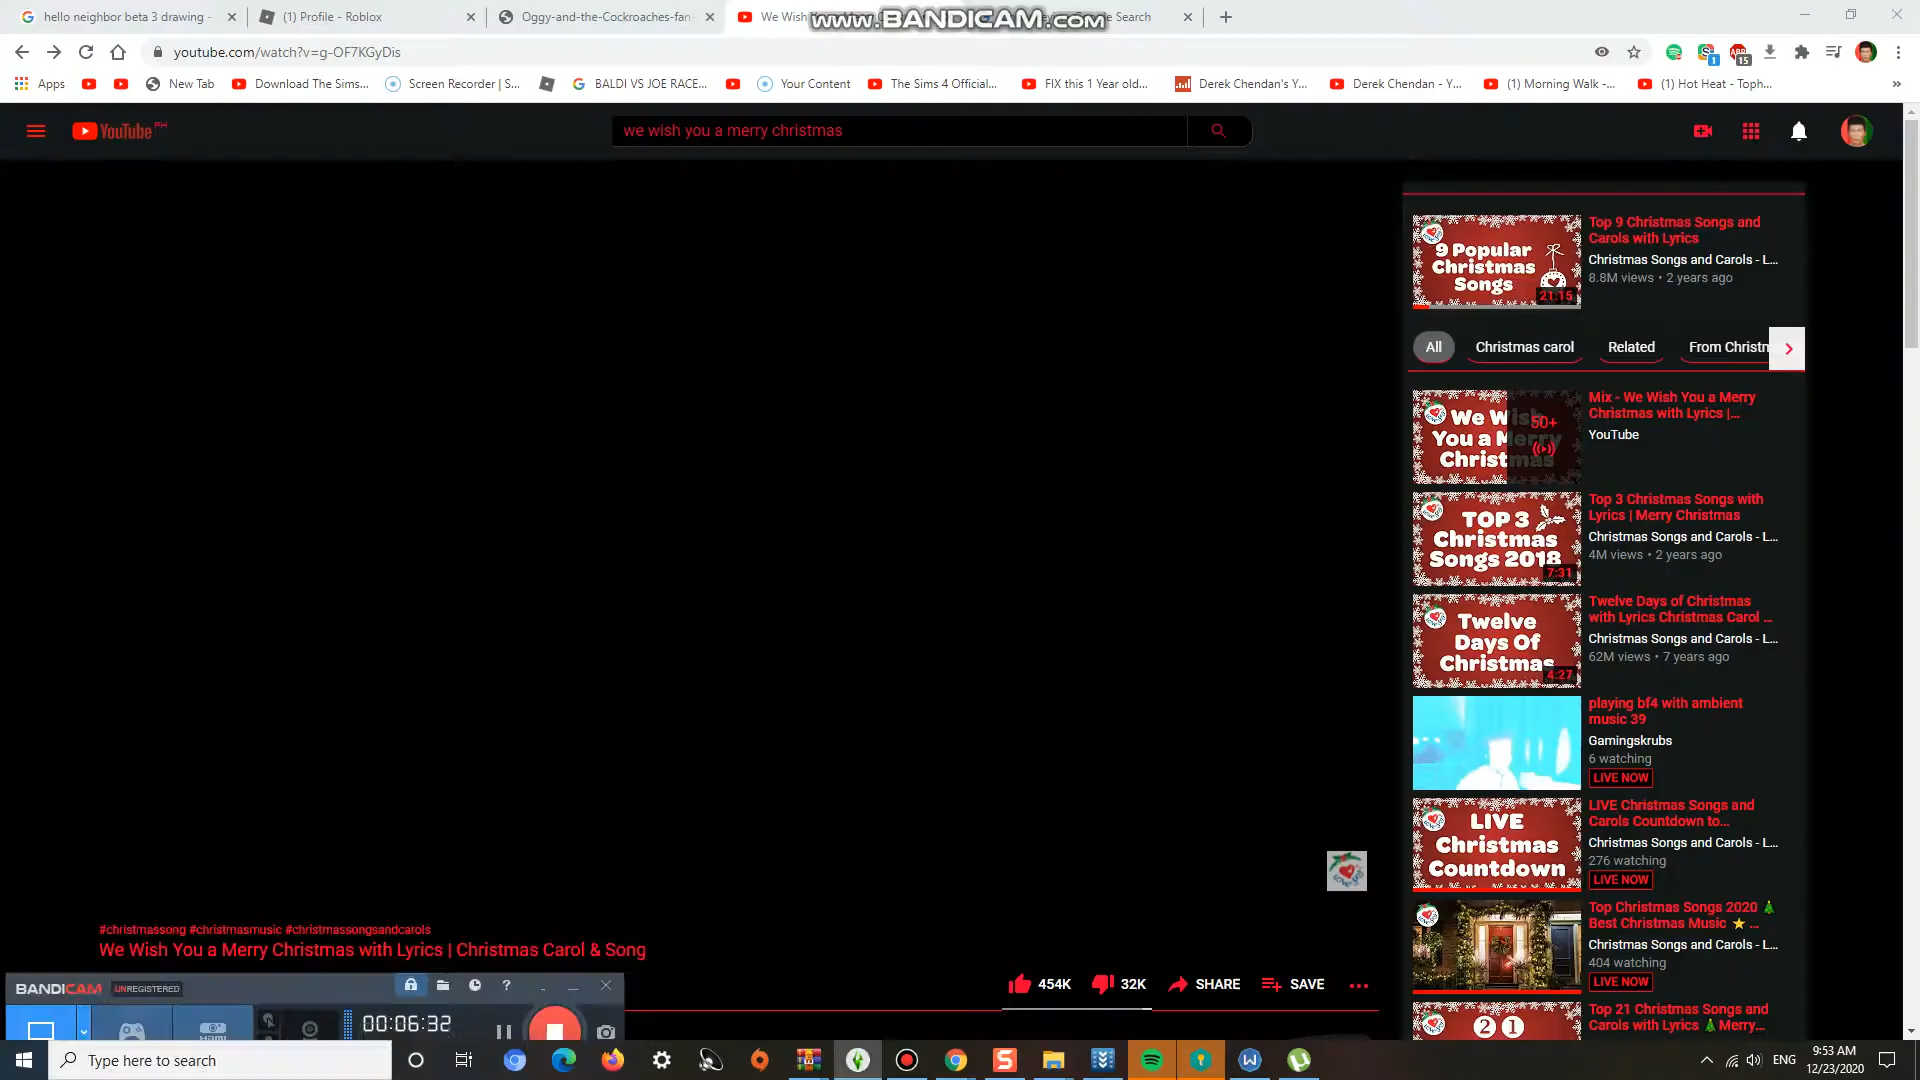 hello neighbor beta 3 drawing -
(1) Profile - Roblox
Oggy-and-the-Cockroaches-fan
We Wish
www.BANDICAM.com
Search
youtube.com/watch?v=g-OF7KGyDis
1
15
Apps
New Tab
Download The Sims...
Screen Recorder | S...
BALDI VS JOE RACE...
Your Content
The Sims 4 Official...
FIX this 1 Year old...
Derek Chendan's Y...
Derek Chendan - Y...
(1) Morning Walk -...
(1) Hot Heat - Toph...
YouTube PH
we wish you a merry christmas
9 Popular
Christmas
Songs
21:15
Top 9 Christmas Songs and
Carols with Lyrics
Christmas Songs and Carols - L...
8.8M views • 2 years ago
All
Christmas carol
Related
From Christm
We Wish
You a Merry
Christmas
50+
Mix - We Wish You a Merry
Christmas with Lyrics |...
YouTube
TOP 3
Christmas
Songs 2018
7:31
Top 3 Christmas Songs with
Lyrics | Merry Christmas
Christmas Songs and Carols - L...
4M views • 2 years ago
Twelve
Days Of
Christmas
4:27
Twelve Days of Christmas
with Lyrics Christmas Carol ...
Christmas Songs and Carols - L...
62M views • 7 years ago
playing bf4 with ambient
music 39
Gamingskrubs
6 watching
LIVE NOW
LIVE
Christmas
Countdown
LIVE Christmas Songs and
Carols Countdown to...
Christmas Songs and Carols - L...
276 watching
LIVE NOW
Top Christmas Songs 2020 🎄
Best Christmas Music ⭐ ...
Christmas Songs and Carols - L...
404 watching
LIVE NOW
2 1
Top 21 Christmas Songs and
Carols with Lyrics 🎄Merry...
#christmassong #christmasmusic #christmassongsandcarols
We Wish You a Merry Christmas with Lyrics | Christmas Carol & Song
454K
32K
SHARE
SAVE
BANDICAM
UNREGISTERED
00:06:32
Type here to search
ENG
9:53 AM
12/23/2020